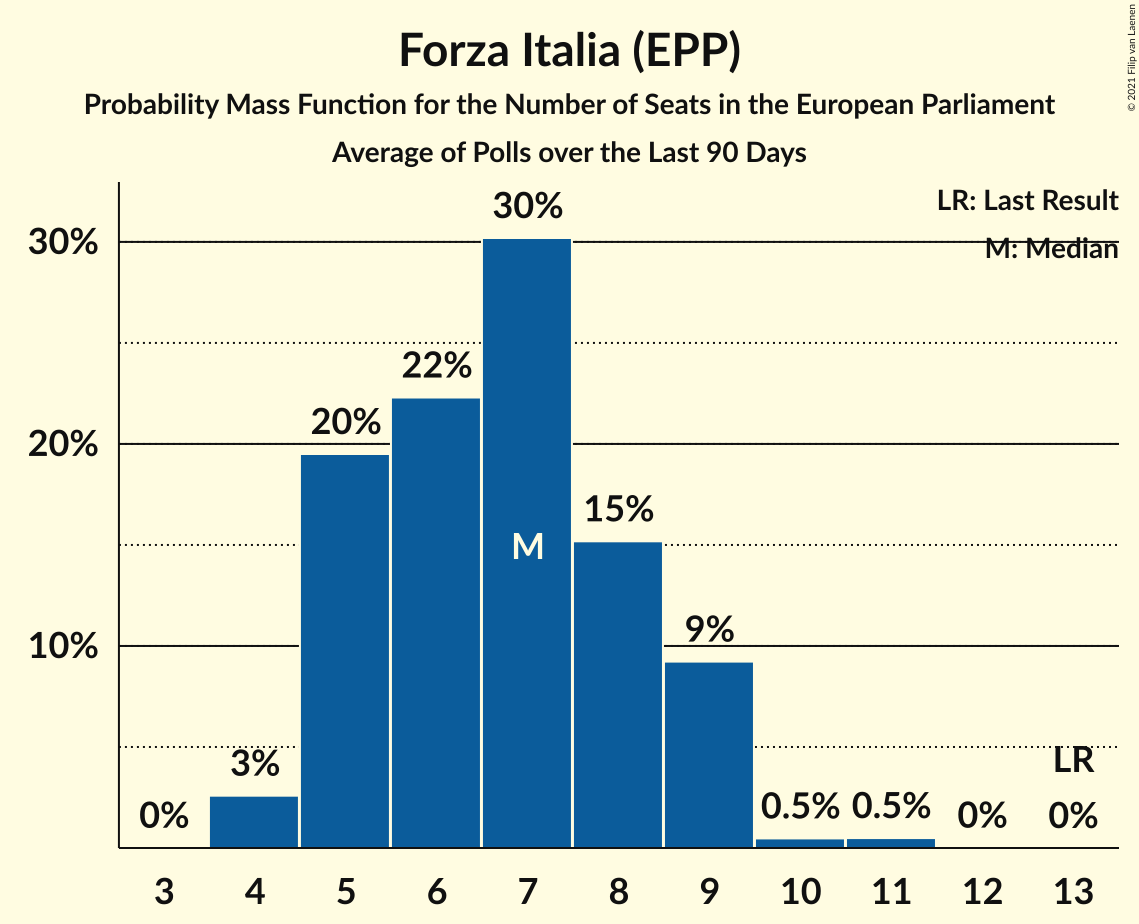 Forza Italia (EPP)
Probability Mass Function for the Number of Seats in the European Parliament
Average of Polls over the Last 90 Days
© 2021 Filip van Laenen
LR: Last Result
M: Median
30%
20%
10%
0%
3%
20%
22%
30%
15%
9%
0.5%
0.5%
0%
0%
LR
M
3 4 5 6 7 8 9 10 11 12 13